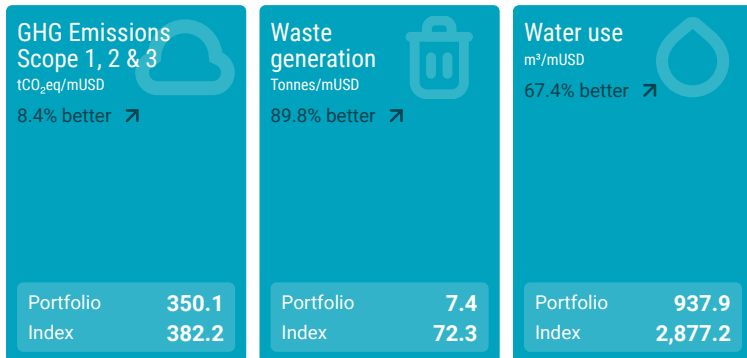 GHG Emissions
Scope 1, 2 & 3
tCO₂eq/mUSD
8.4% better
Portfolio 350.1
Index 382.2
Waste
generation
Tonnes/mUSD
89.8% better
Portfolio 7.4
Index 72.3
Water use
m³/mUSD
67.4% better
Portfolio 937.9
Index 2,877.2